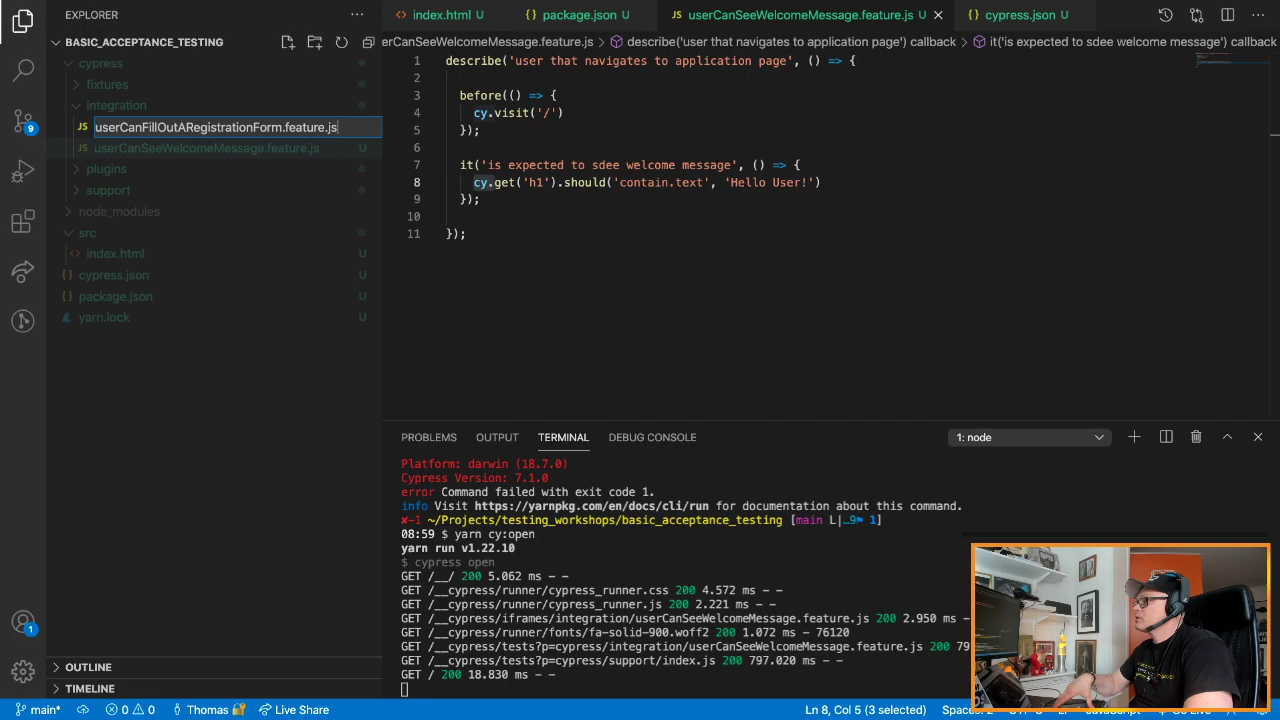 EXPLORER
BASIC_ACCEPTANCE_TESTING
cypress
fixtures
integration
JS userCanFillOutARegistrationForm.feature.js
JS userCanSeeWelcomeMessage.feature.js
plugins
support
node_modules
src
<> index.html U
{} cypress.json U
{} package.json U
yarn.lock U
OUTLINE
TIMELINE
9
1
<> index.html U
{} package.json U
JS userCanSeeWelcomeMessage.feature.js U
{} cypress.json U
erCanSeeWelcomeMessage.feature.js > describe('user that navigates to application page') callback > it('is expected to sdee welcome message') callback
1 describe('user that navigates to application page', () => {
2
3 before(() => {
4 cy.visit('/')
5 });
6
7 it('is expected to sdee welcome message', () => {
8 cy.get('h1').should('contain.text', 'Hello User!')
9 });
10
11 });
PROBLEMS OUTPUT TERMINAL DEBUG CONSOLE 1: node
Platform: darwin (18.7.0)
Cypress Version: 7.1.0
error Command failed with exit code 1.
info Visit https://yarnpkg.com/en/docs/cli/run for documentation about this command.
✘-1 ~/Projects/testing_workshops/basic_acceptance_testing [main L|…9⚑ 1]
08:59 $ yarn cy:open
yarn run v1.22.10
$ cypress open
GET /__/ 200 5.062 ms - -
GET /__cypress/runner/cypress_runner.css 200 4.572 ms - -
GET /__cypress/runner/cypress_runner.js 200 2.221 ms - -
GET /__cypress/iframes/integration/userCanSeeWelcomeMessage.feature.js 200 2.950 ms -
GET /__cypress/runner/fonts/fa-solid-900.woff2 200 1.072 ms - 76120
GET /__cypress/tests?p=cypress/integration/userCanSeeWelcomeMessage.feature.js 200 79
GET /__cypress/tests?p=cypress/support/index.js 200 797.020 ms - -
GET / 200 18.830 ms - -
main* 0 0 Thomas Live Share Ln 8, Col 5 (3 selected)